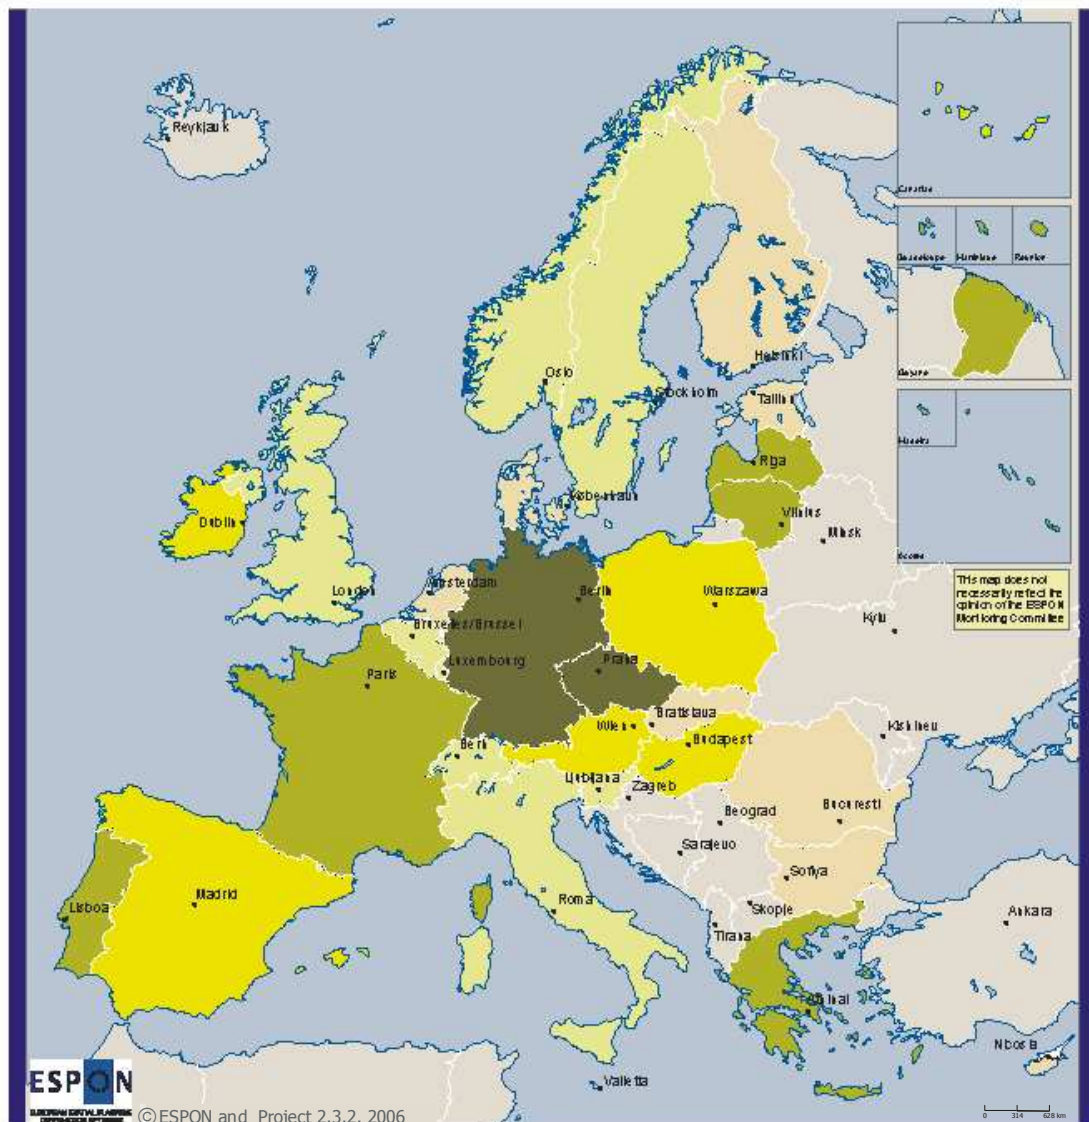 Reykjavik
Canarias
Guadeloupe Martinique Reunion
Guyane
Helsinki
Oslo
Tallinn
Stockholm
Madeira
Riga
København
Dublin
Vilnius
Minsk
Acores
This map does not
necessarily reflect the
opinion of the ESPON
Monitoring Committee
Amsterdam
Berlin
Warszawa
London
Kyiv
Bruxelles/Brussel
Luxembourg
Praha
Paris
Bratislava
Wien
Kishinev
Bern
Budapest
Ljubljana
Zagreb
Beograd
Bucuresti
Sarajevo
Sofiya
Madrid
Lisboa
Roma
Skopje
Ankara
Tirana
Athinai
Nicosia
Valletta
ESPON
© ESPON and Project 2.3.2, 2006
0 314 628 km